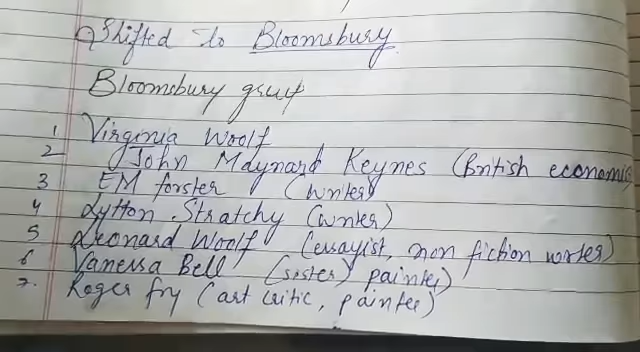 Shifted to Bloomsbury
Bloomsbury group
1 Virginia Woolf
2 John Maynard Keynes (British economis
3 EM forster (writer)
4 Lytton Stratchy (writer)
5 Leonard Woolf (essayist, non fiction writer)
6 Vanessa Bell (sister) painter)
7. Roger fry (art critic, painter)